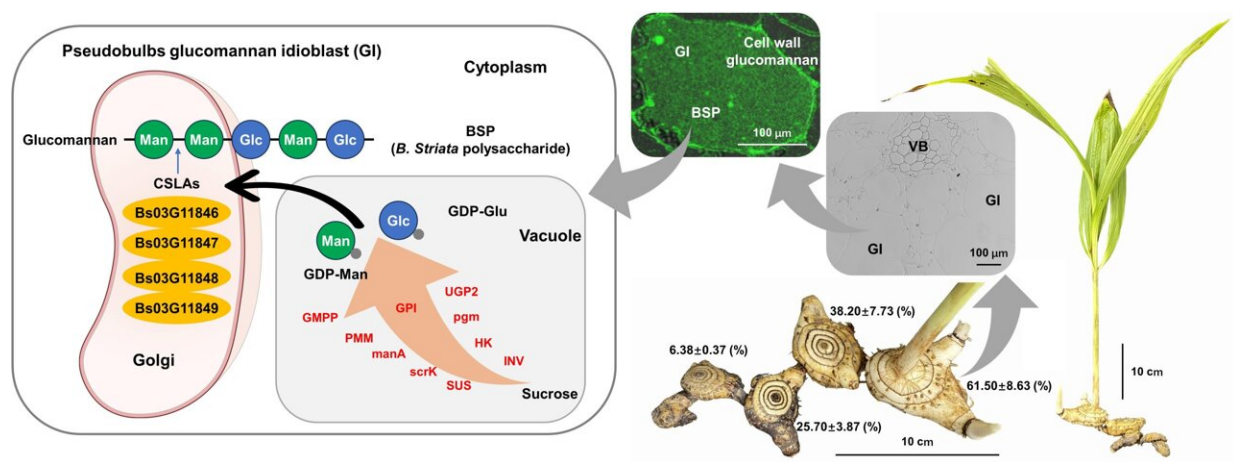 Pseudobulbs glucomannan idioblast (GI)
Cytoplasm
Glucomannan
Man Man Glc Man Glc
BSP
(B. Striata polysaccharide)
CSLAs
Bs03G11846
Bs03G11847
Bs03G11848
Bs03G11849
Golgi
Glc
GDP-Glu
Man
Vacuole
GDP-Man
UGP2
GPI
GMPP
pgm
PMM
HK
manA
INV
scrK
SUS
Sucrose
GI
Cell wall
glucomannan
BSP
100 μm
VB
GI
GI
100 μm
38.20±7.73 (%)
6.38±0.37 (%)
61.50±8.63 (%)
25.70±3.87 (%)
10 cm
10 cm